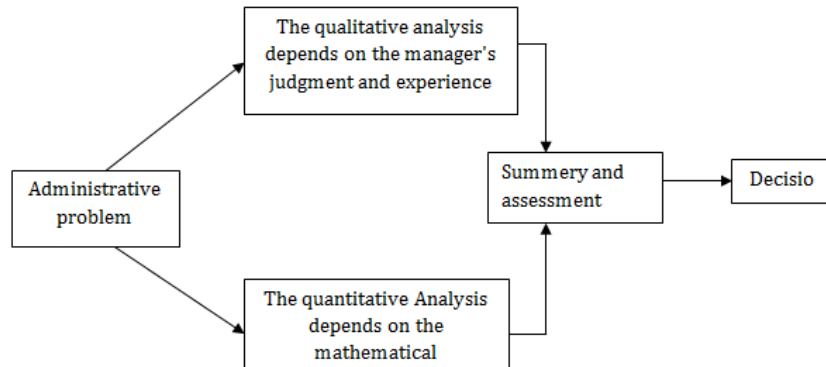 The qualitative analysis
depends on the manager's
judgment and experience
Administrative
problem
Summery and
assessment
Decisio
The quantitative Analysis
depends on the
mathematical